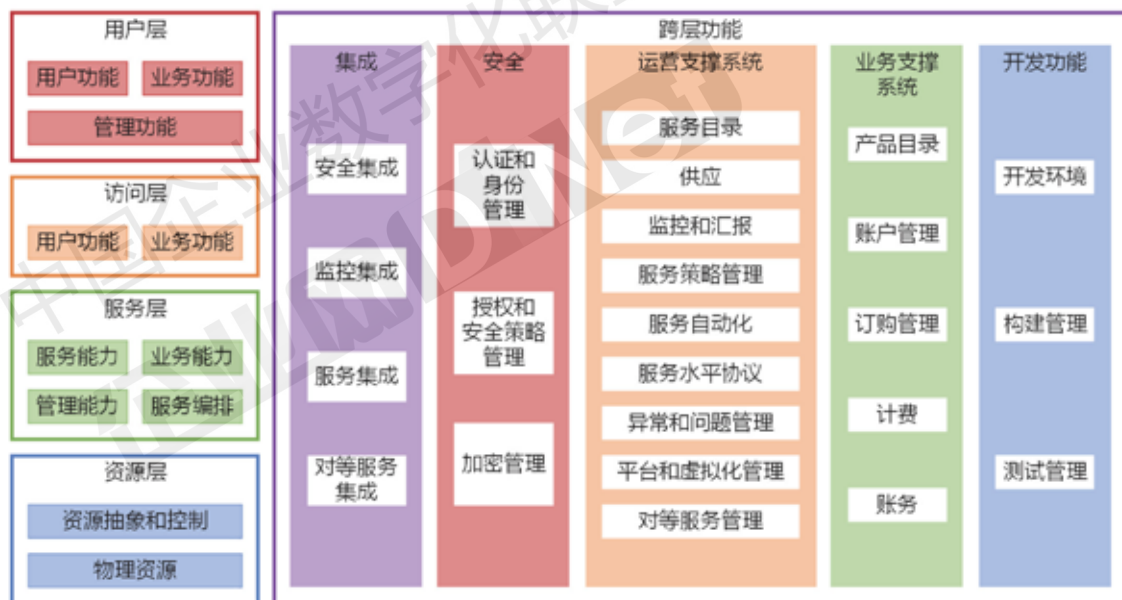 用户层
用户功能
业务功能
管理功能
访问层
用户功能
业务功能
服务层
服务能力
业务能力
管理能力
服务编排
资源层
资源抽象和控制
物理资源
跨层功能
集成
安全集成
监控集成
服务集成
对等服务
集成
安全
认证和
身份
管理
授权和
安全策略
管理
加密管理
运营支撑系统
服务目录
供应
监控和汇报
服务策略管理
服务自动化
服务水平协议
异常和问题管理
平台和虚拟化管理
对等服务管理
业务支撑
系统
产品目录
账户管理
订购管理
计费
账务
开发功能
开发环境
构建管理
测试管理
中国企业数字化联